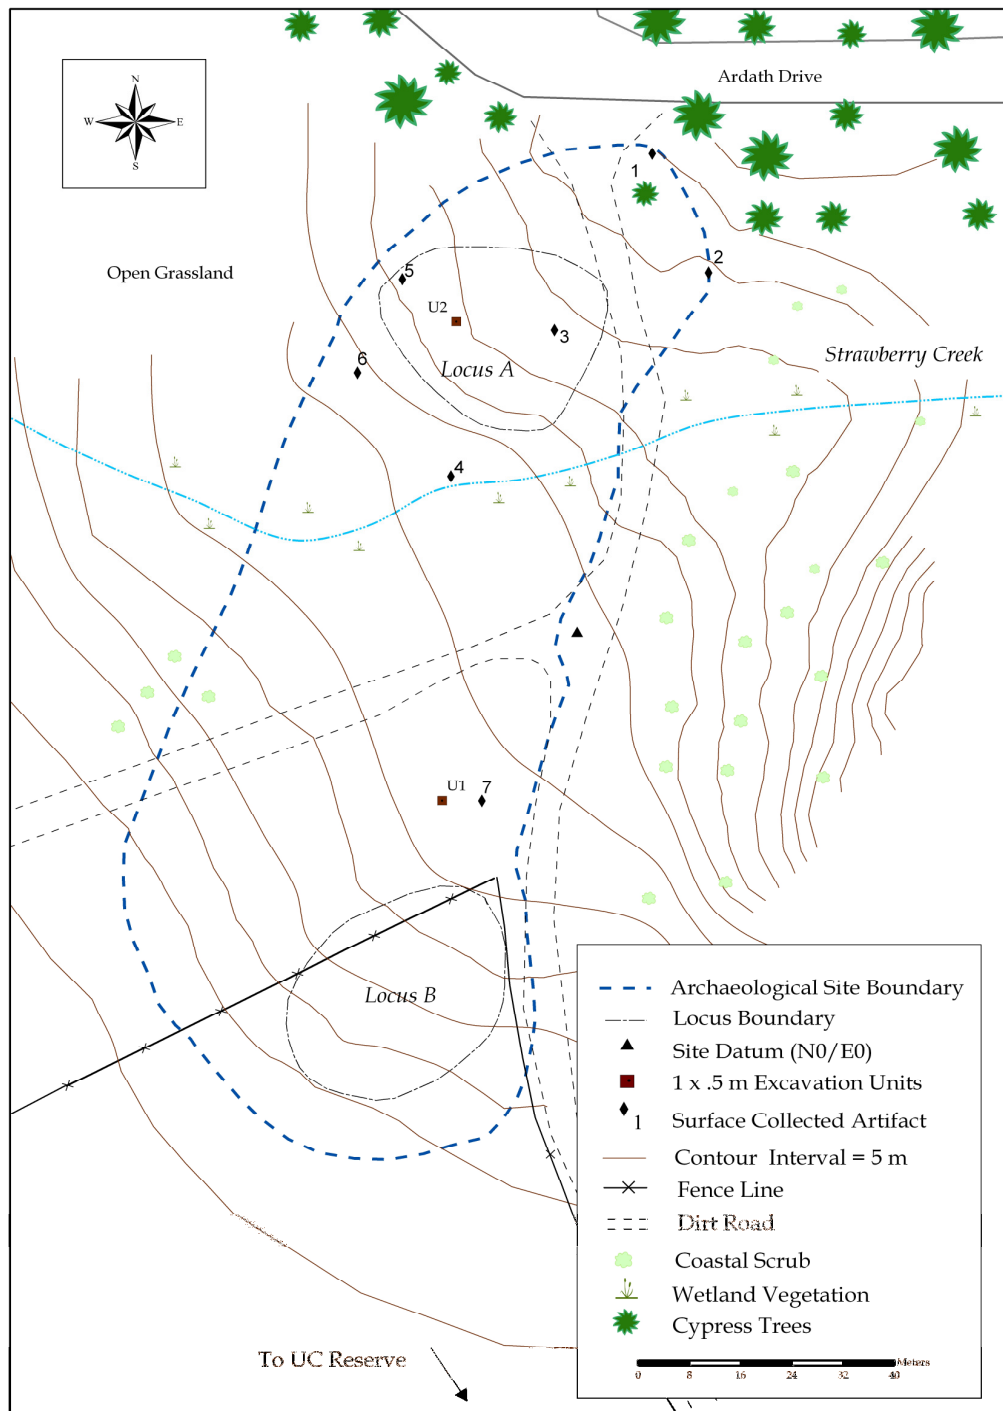 Ardath Drive
N
W E
S
1
2
Open Grassland
5
U2
3
Strawberry Creek
6
Locus A
4
U1 7
Locus B
Archaeological Site Boundary
Locus Boundary
Site Datum (N0/E0)
1 x .5 m Excavation Units
1 Surface Collected Artifact
Contour Interval = 5 m
Fence Line
Dirt Road
Coastal Scrub
Wetland Vegetation
Cypress Trees
To UC Reserve
Meters
0 8 16 24 32 40